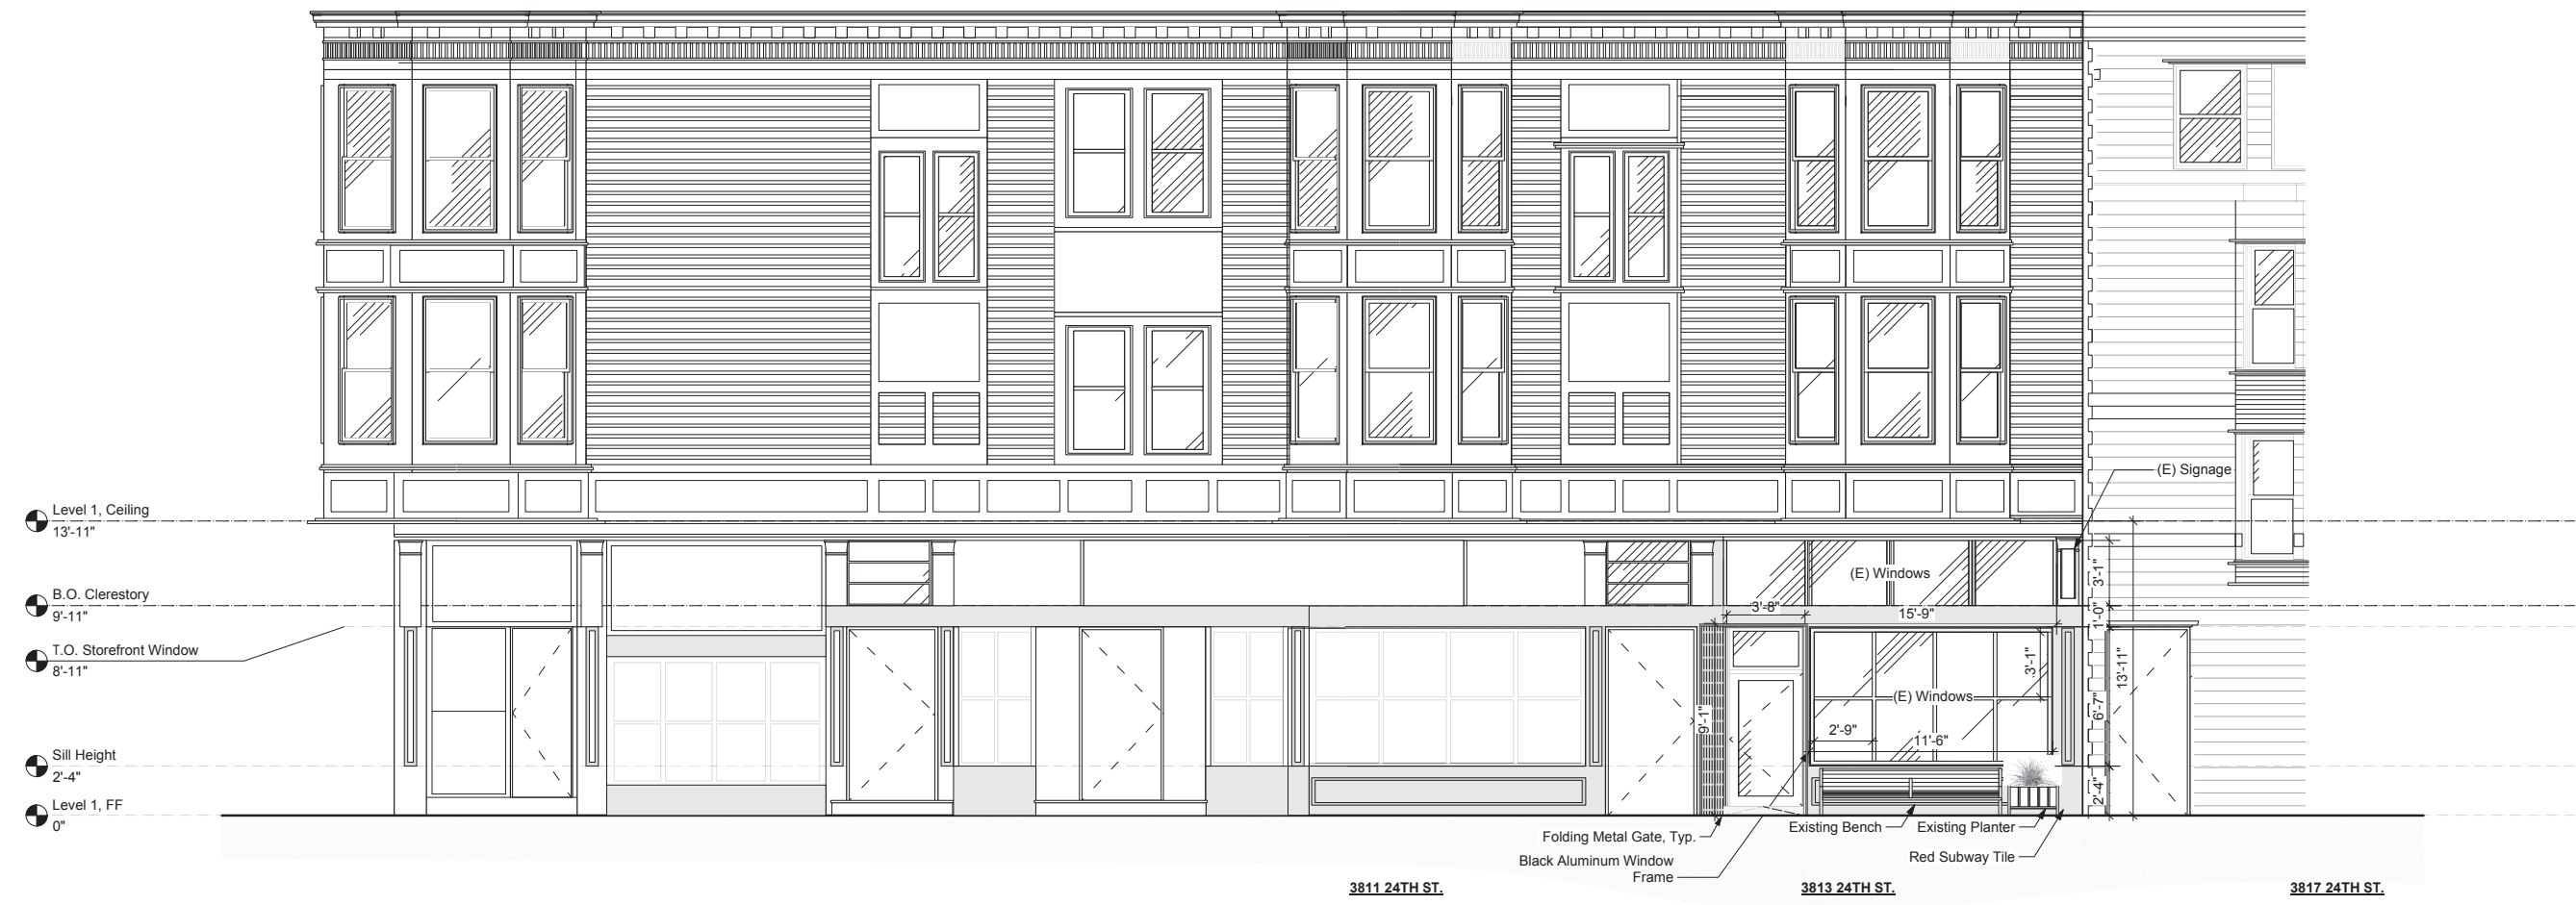 (E) Signage
Level 1, Ceiling
13'-11"
B.O. Clerestory
9'-11"
T.O. Storefront Window
8'-11"
Sill Height
2'-4"
Level 1, FF
0"
(E) Windows
3'-8"
15'-9"
3'-1"
1'-0"
13'-11"
6'-7"
2'-4"
3'-1"
(E) Windows
9'-1"
2'-9"
11'-6"
Folding Metal Gate, Typ.
Black Aluminum Window
Frame
Existing Bench
Existing Planter
Red Subway Tile
3811 24TH ST.
3813 24TH ST.
3817 24TH ST.